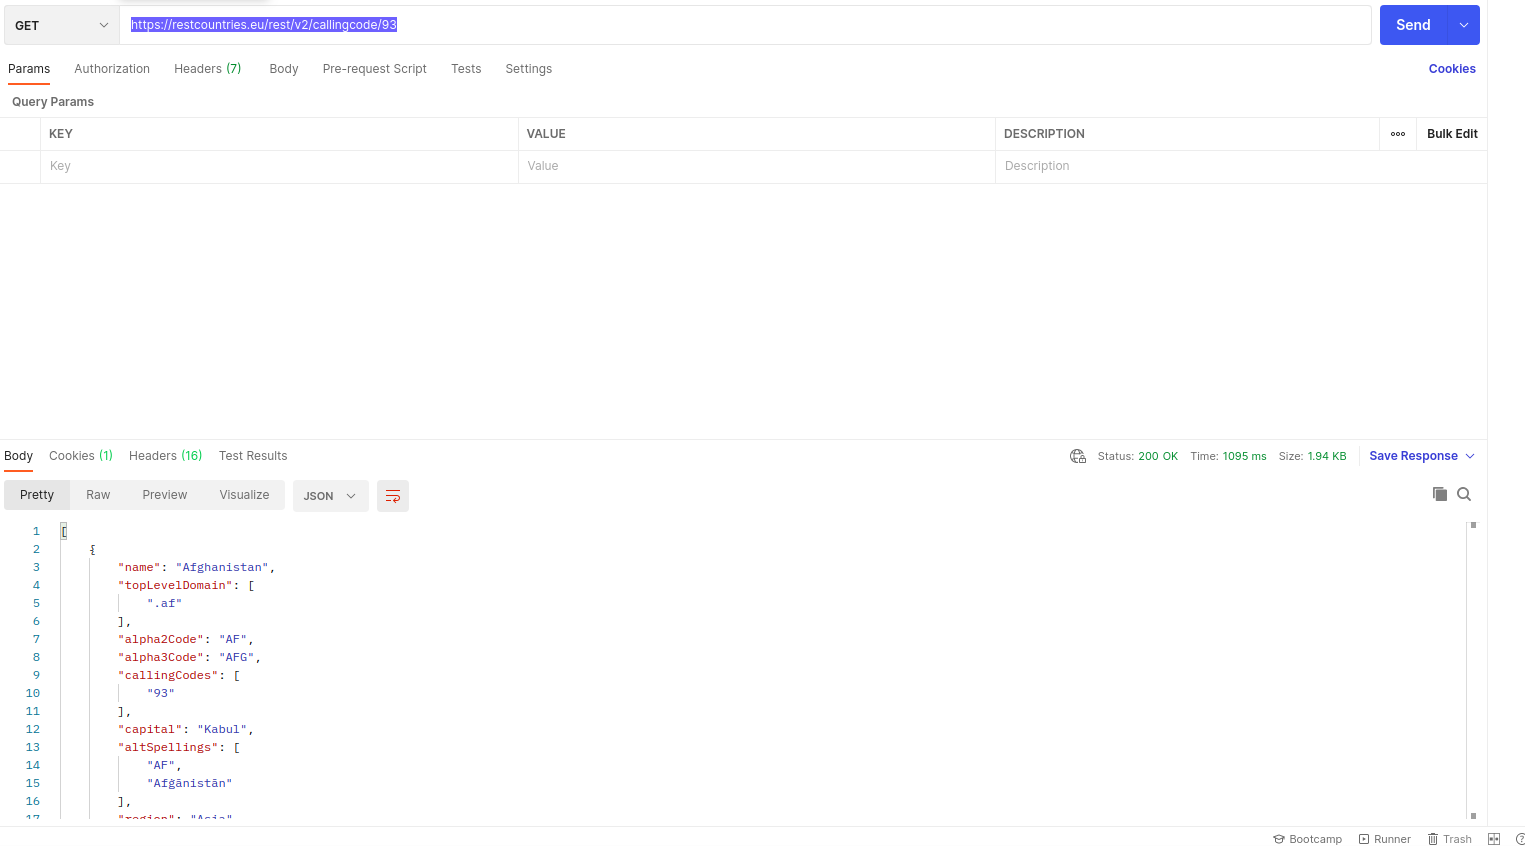 GET https://restcountries.eu/rest/v2/callingcode/93 Send
Params Authorization Headers (7) Body Pre-request Script Tests Settings Cookies
Query Params
KEY VALUE DESCRIPTION Bulk Edit
Key Value Description
Body Cookies (1) Headers (16) Test Results Status: 200 OK Time: 1095 ms Size: 1.94 KB Save Response
Pretty Raw Preview Visualize JSON
1 [
2 {
3 "name": "Afghanistan",
4 "topLevelDomain": [
5 ".af"
6 ],
7 "alpha2Code": "AF",
8 "alpha3Code": "AFG",
9 "callingCodes": [
10 "93"
11 ],
12 "capital": "Kabul",
13 "altSpellings": [
14 "AF",
15 "Afġānistān"
16 ],
17 "region": "Asia"
Bootcamp Runner Trash